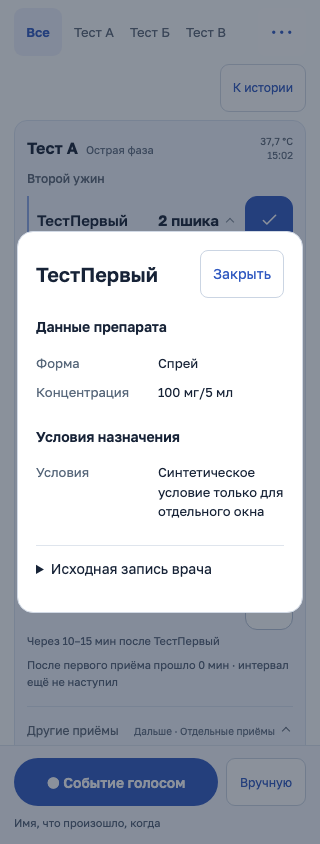 Все Тест А Тест Б Тест В •••
К истории
Тест А Острая фаза 37,7 °C
15:02
Второй ужин
ТестПервый 2 пшика
ТестПервый Закрыть
Данные препарата
Форма Спрей
Концентрация 100 мг/5 мл
Условия назначения
Условия Синтетическое
условие только для
отдельного окна
Исходная запись врача
Через 10–15 мин после ТестПервый
После первого приёма прошло 0 мин · интервал
ещё не наступил
Другие приёмы Дальше · Отдельные приёмы
Событие голосом Вручную
Имя, что произошло, когда